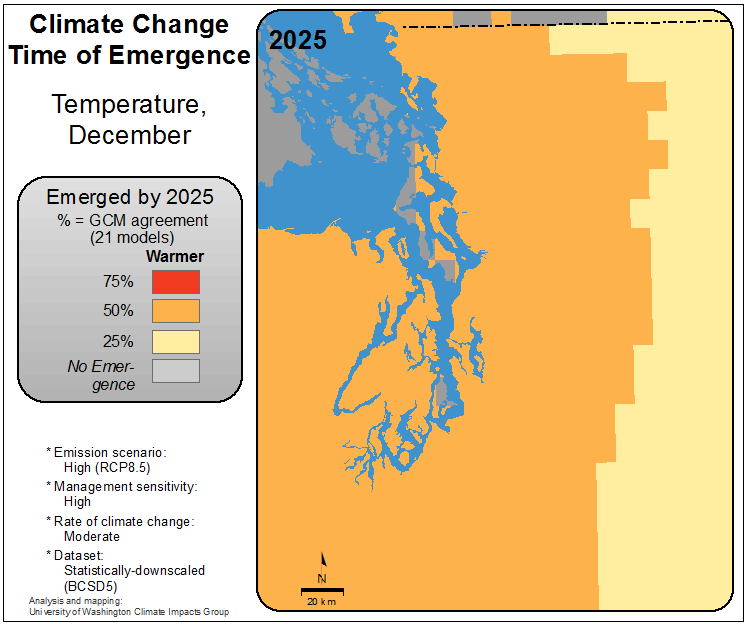 Climate Change
Time of Emergence
Temperature,
December
Emerged by 2025
% = GCM agreement
(21 models)
Warmer
75%
50%
25%
No Emer-
gence
* Emission scenario:
High (RCP8.5)
* Management sensitivity:
High
* Rate of climate change:
Moderate
* Dataset:
Statistically-downscaled
(BCSD5)
Analysis and mapping:
University of Washington Climate Impacts Group
2025
N
20 km